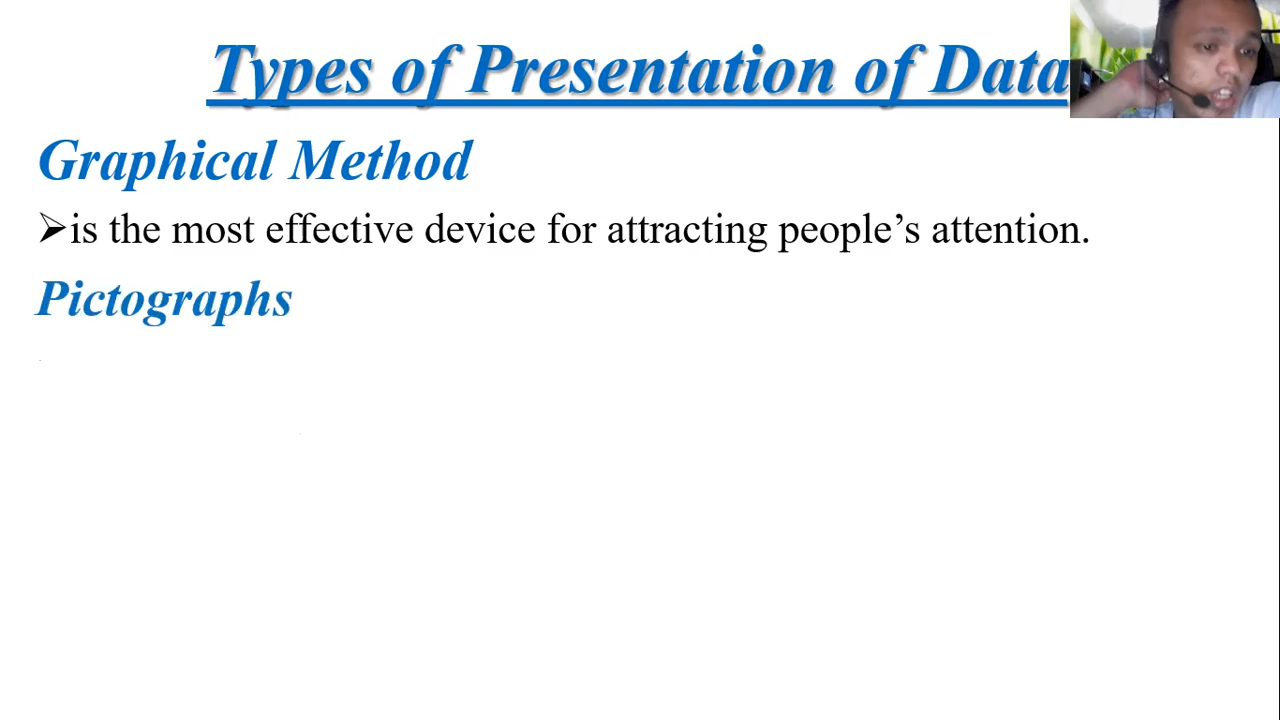 Types of Presentation of Data
Graphical Method
➢is the most effective device for attracting people’s attention.
Pictographs